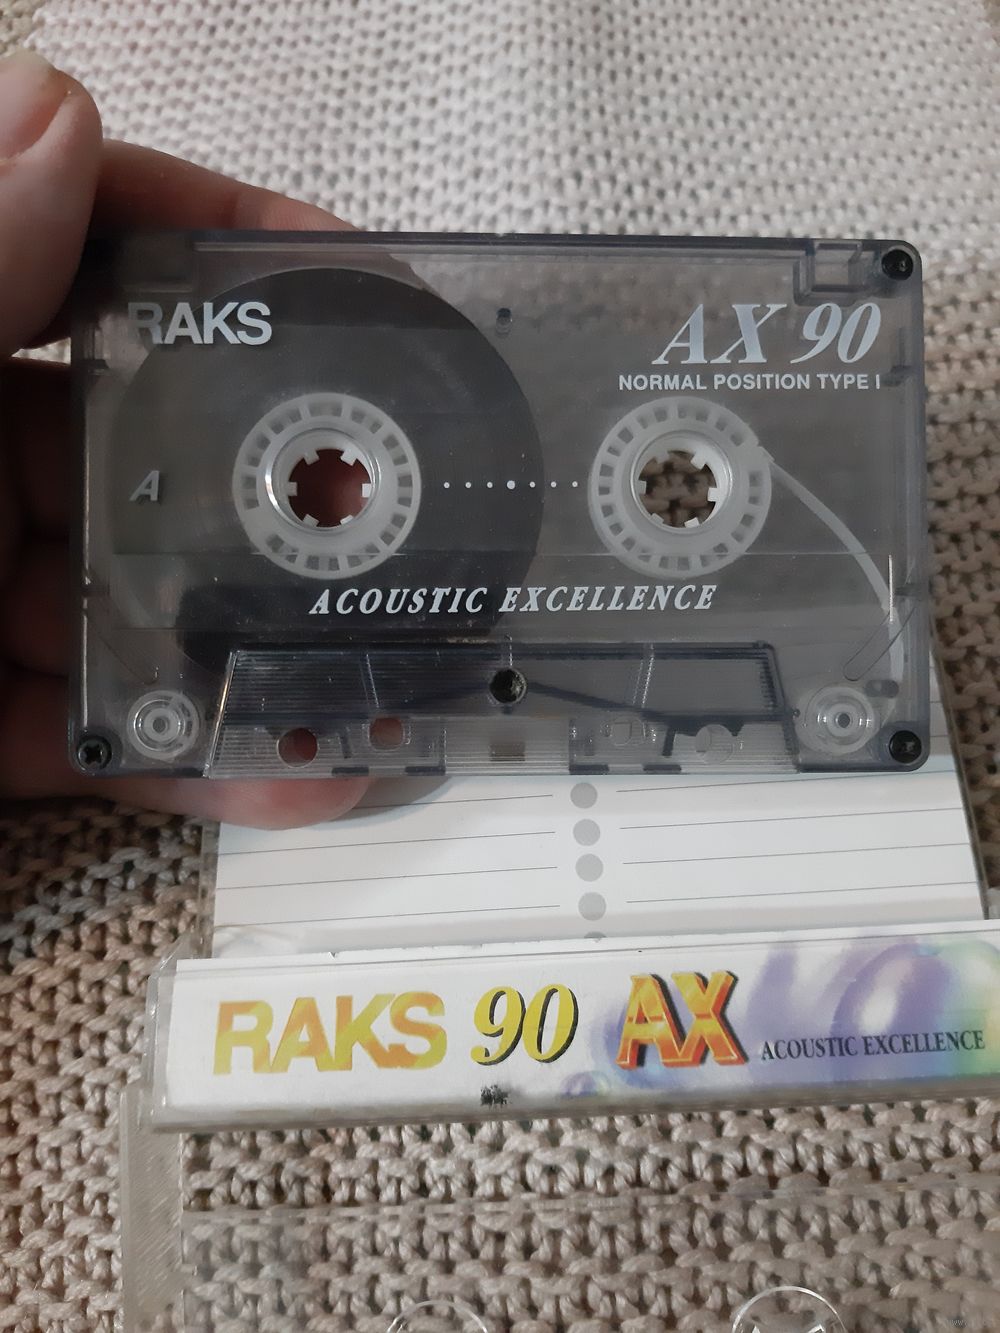 RAKS
AX 90
NORMAL POSITION TYPE I
A
ACOUSTIC EXCELLENCE
RAKS 90 AX ACOUSTIC EXCELLENCE